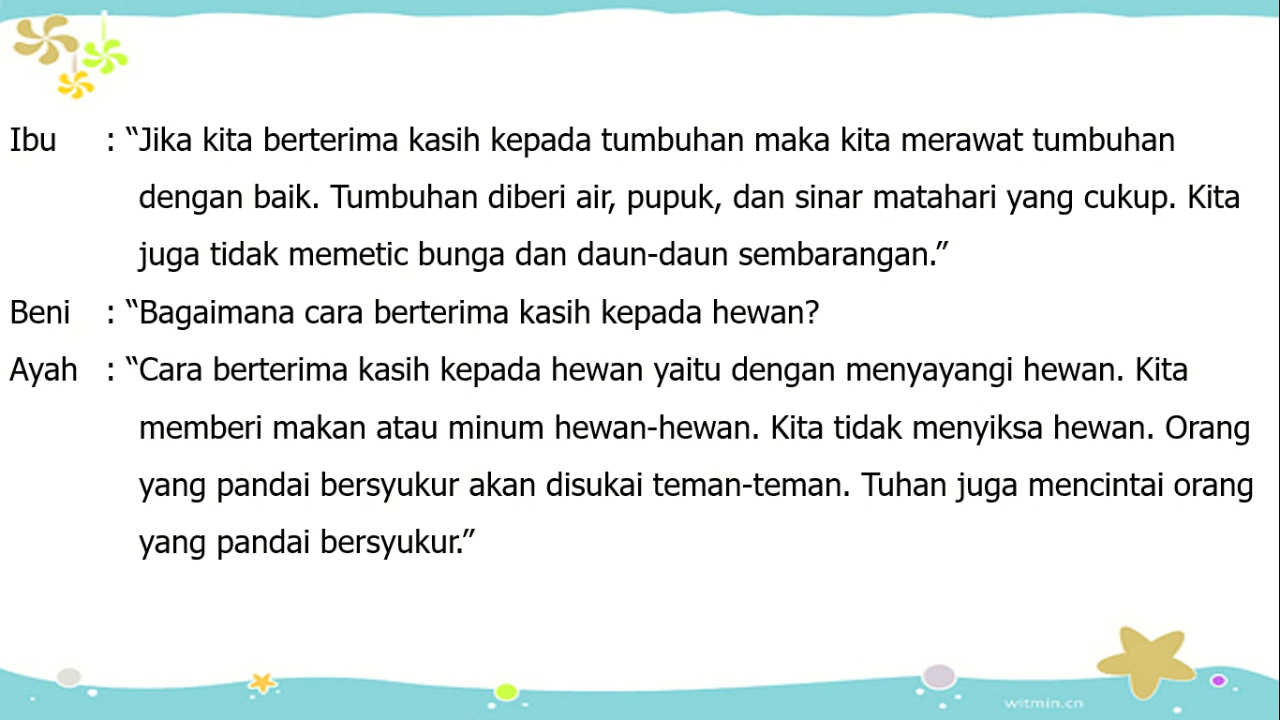 Ibu : “Jika kita berterima kasih kepada tumbuhan maka kita merawat tumbuhan
dengan baik. Tumbuhan diberi air, pupuk, dan sinar matahari yang cukup. Kita
juga tidak memetic bunga dan daun-daun sembarangan.”
Beni : “Bagaimana cara berterima kasih kepada hewan?
Ayah : “Cara berterima kasih kepada hewan yaitu dengan menyayangi hewan. Kita
memberi makan atau minum hewan-hewan. Kita tidak menyiksa hewan. Orang
yang pandai bersyukur akan disukai teman-teman. Tuhan juga mencintai orang
yang pandai bersyukur.”
witmin.cn